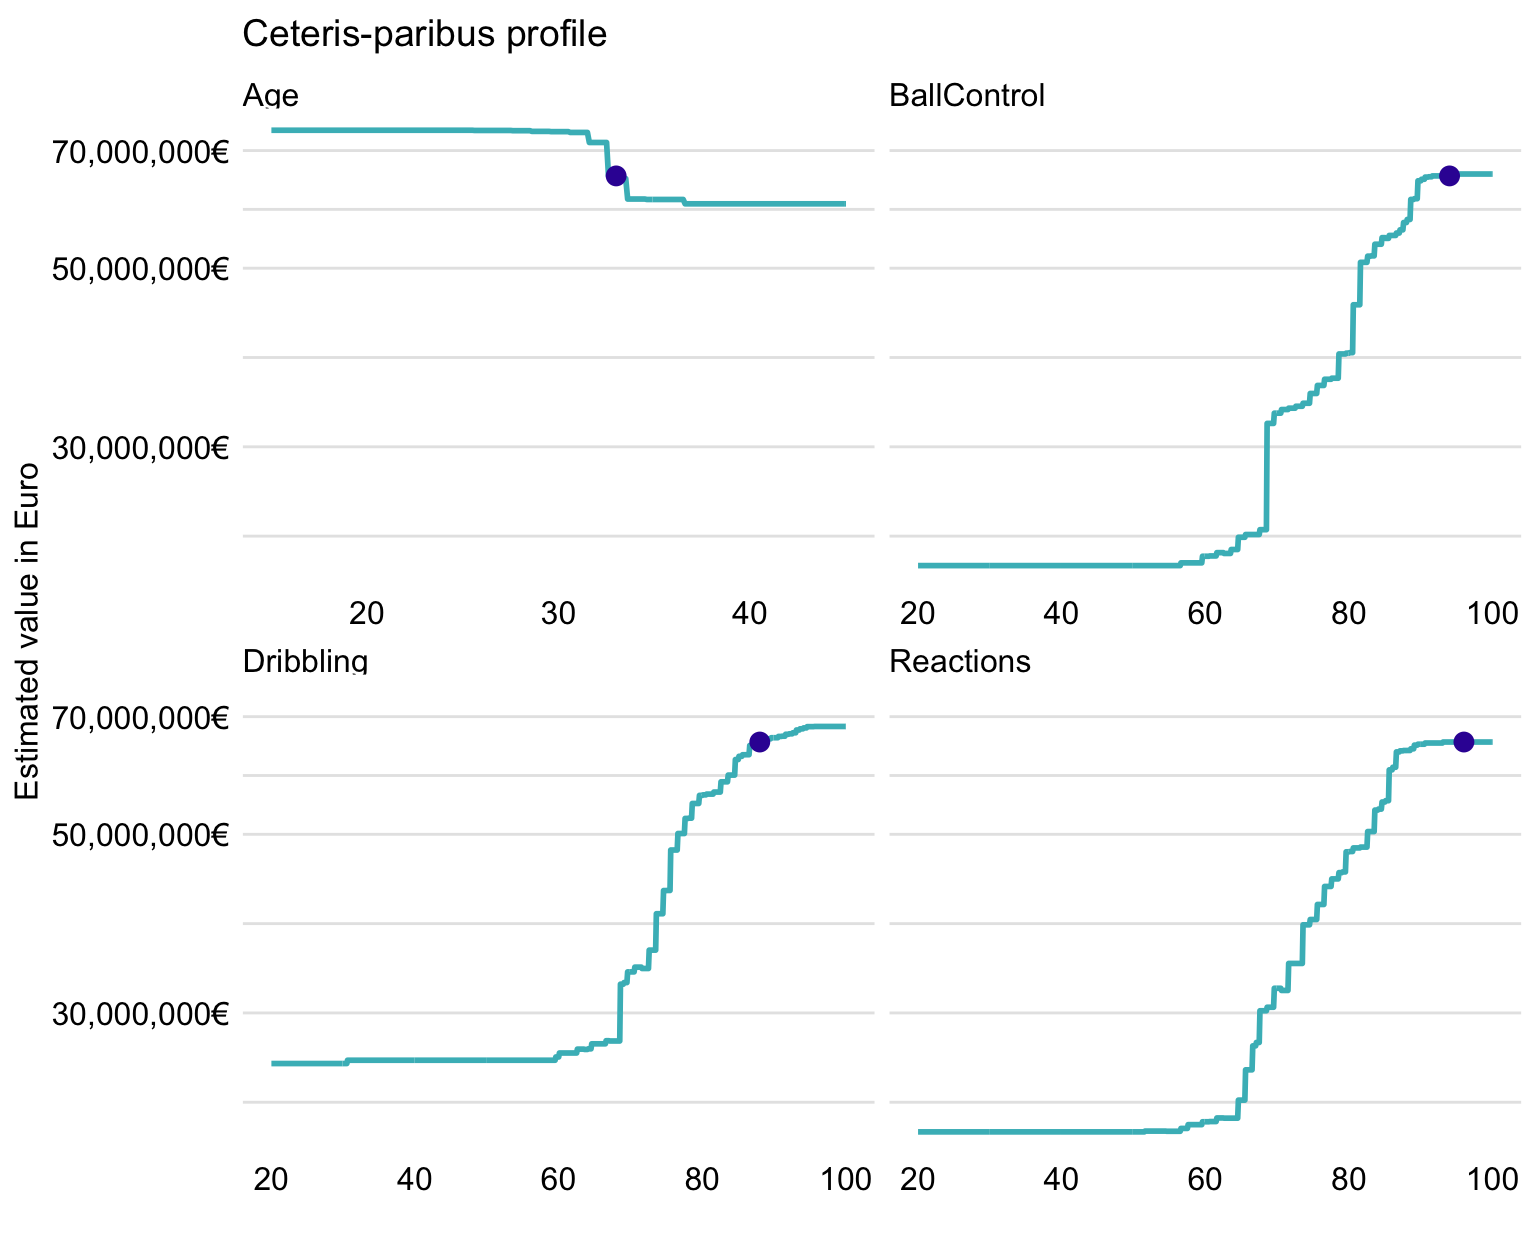 Ceteris-paribus profile
Age
BallControl
70,000,000€
50,000,000€
30,000,000€
20 30 40
20 40 60 80 100
Estimated value in Euro
Dribbling
Reactions
70,000,000€
50,000,000€
30,000,000€
20 40 60 80 100
20 40 60 80 100